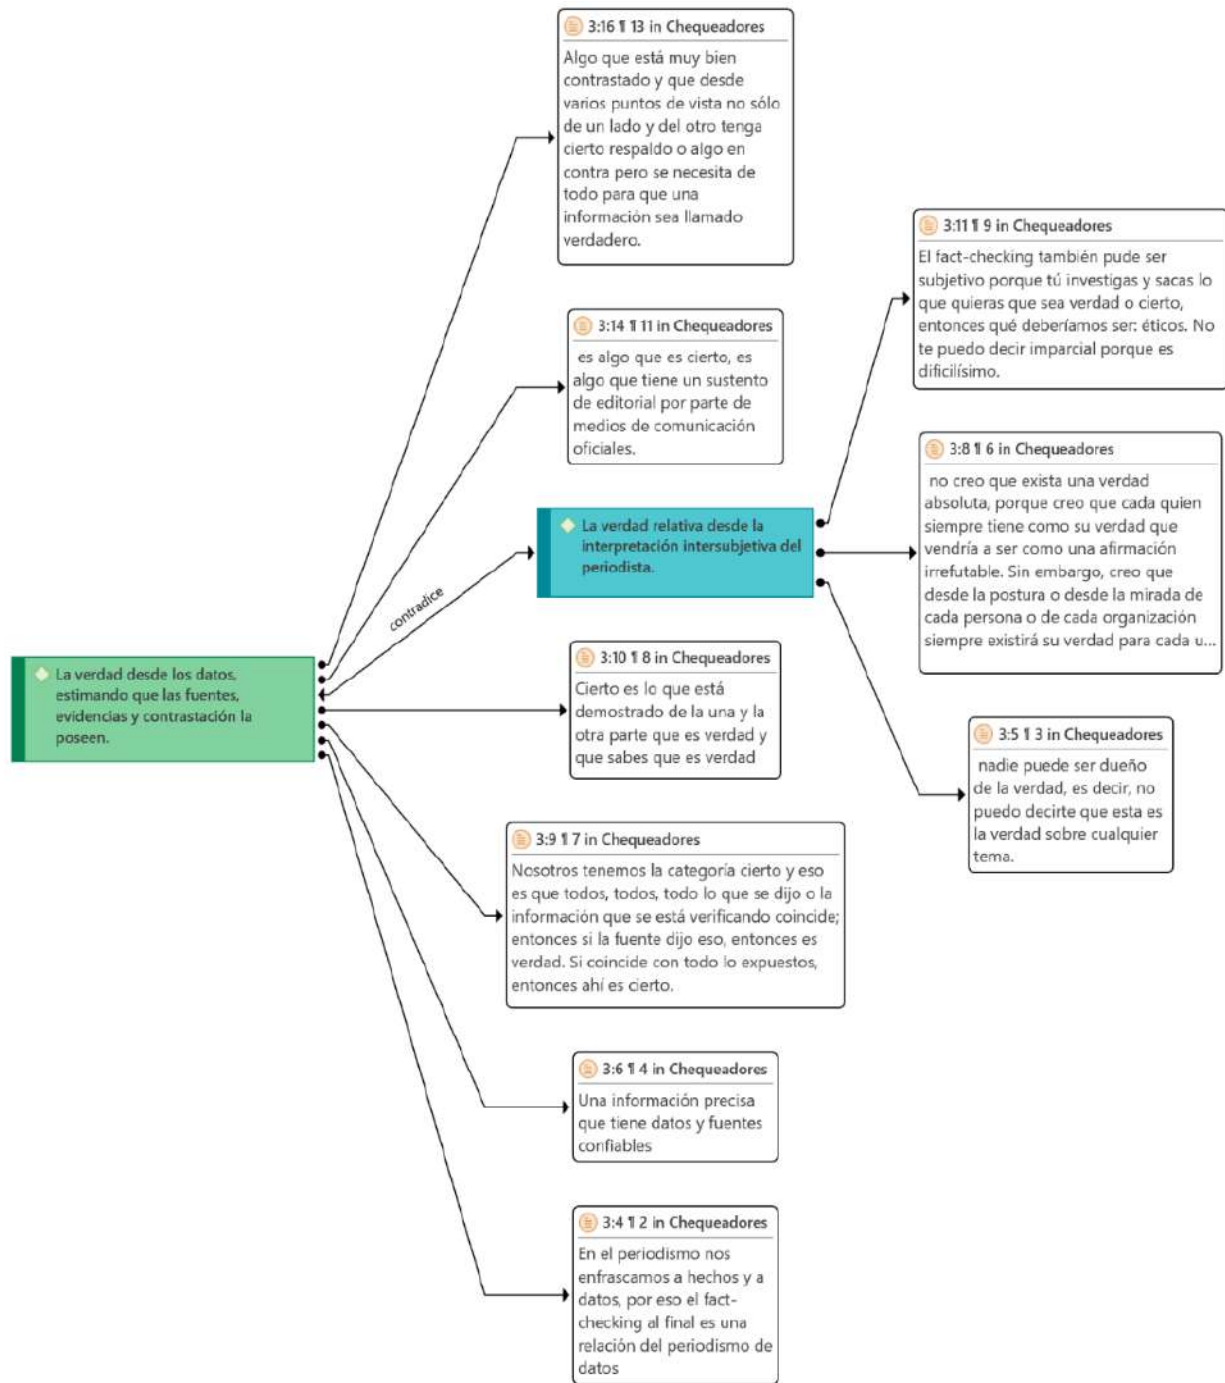 3:16 ¶ 13 in Chequeadores
Algo que está muy bien
contrastado y que desde
varios puntos de vista no sólo
de un lado y del otro tenga
cierto respaldo o algo en
contra pero se necesita de
todo para que una
información sea llamado
verdadero.
3:14 ¶ 11 in Chequeadores
es algo que es cierto, es
algo que tiene un sustento
de editorial por parte de
medios de comunicación
oficiales.
3:11 ¶ 9 in Chequeadores
El fact-checking también pude ser
subjetivo porque tú investigas y sacas lo
que quieras que sea verdad o cierto,
entonces qué deberíamos ser: éticos. No
te puedo decir imparcial porque es
dificilísimo.
La verdad relativa desde la
interpretación intersubjetiva del
periodista.
3:8 ¶ 6 in Chequeadores
no creo que exista una verdad
absoluta, porque creo que cada quien
siempre tiene como su verdad que
vendría a ser como una afirmación
irrefutable. Sin embargo, creo que
desde la postura o desde la mirada de
cada persona o de cada organización
siempre existirá su verdad para cada u...
contradice
La verdad desde los datos,
estimando que las fuentes,
evidencias y contrastación la
poseen.
3:10 ¶ 8 in Chequeadores
Cierto es lo que está
demostrado de la una y la
otra parte que es verdad y
que sabes que es verdad
3:5 ¶ 3 in Chequeadores
nadie puede ser dueño
de la verdad, es decir, no
puedo decirte que esta es
la verdad sobre cualquier
tema.
3:9 ¶ 7 in Chequeadores
Nosotros tenemos la categoría cierto y eso
es que todos, todos, todo lo que se dijo o la
información que se está verificando coincide;
entonces si la fuente dijo eso, entonces es
verdad. Si coincide con todo lo expuestos,
entonces ahí es cierto.
3:6 ¶ 4 in Chequeadores
Una información precisa
que tiene datos y fuentes
confiables
3:4 ¶ 2 in Chequeadores
En el periodismo nos
enfrascamos a hechos y a
datos, por eso el fact-
checking al final es una
relación del periodismo de
datos